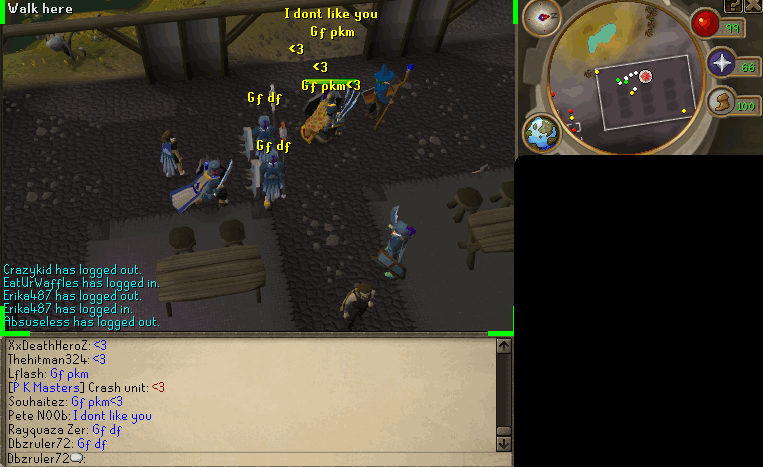 Walk here
I dont like you
Gf pkm
<3
<3
Gf pkm<3
Gf df
Gf df
99
66
100
Crazykid has logged out.
EatUrWaffles has logged in.
Erika487 has logged out.
Erika487 has logged in.
Absuseless has logged out.
XxDeathHeroZ: <3
Thehitman324: <3
Lflash: Gf pkm
[P K Masters] Crash unit: <3
Souhaitez: Gf pkm<3
Pete N00b: I dont like you
Rayquaza Zer: Gf df
Dbzruler72: Gf df
Dbzruler72: